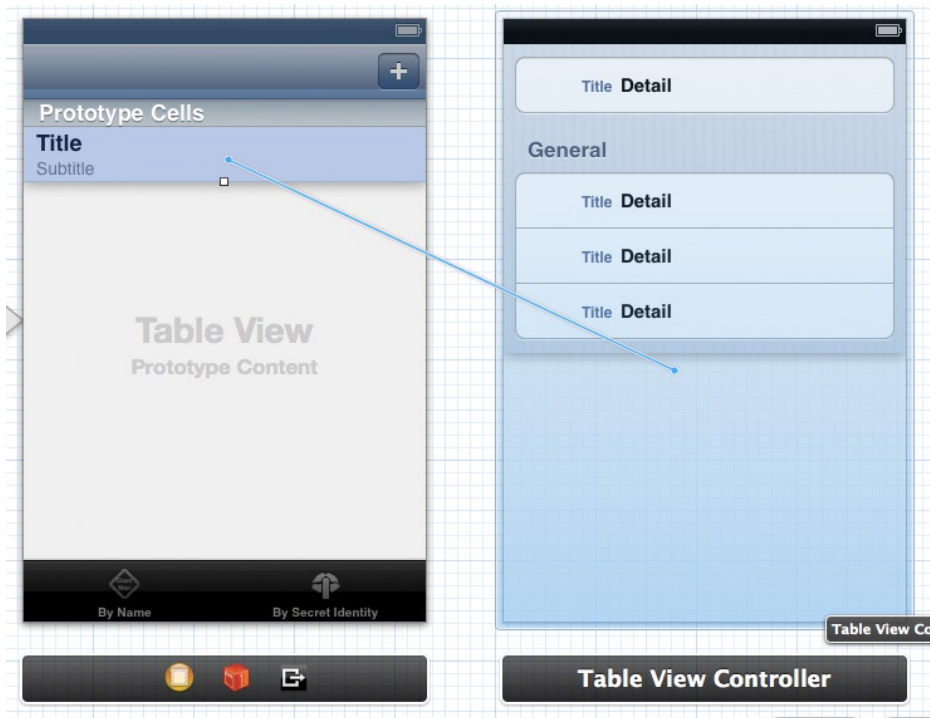 Prototype Cells
Title
Subtitle
Table View
Prototype Content
By Name
By Secret Identity
Title Detail
General
Title Detail
Title Detail
Title Detail
Table View Co
Table View Controller